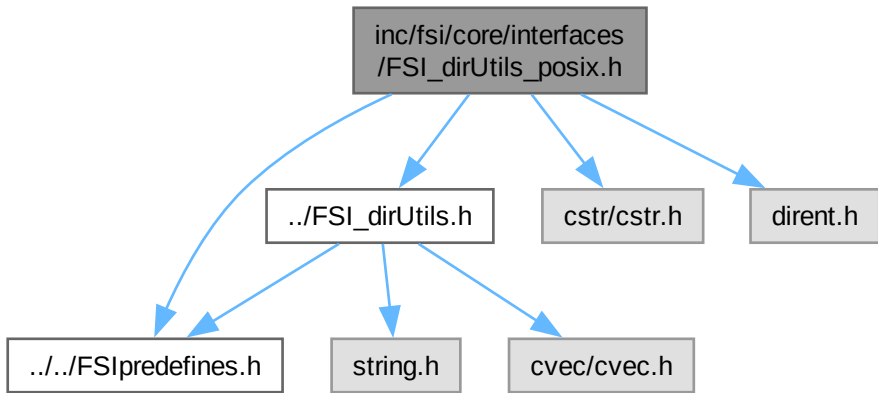 inc/fsi/core/interfaces
/FSI_dirUtils_posix.h
../FSI_dirUtils.h
cstr/cstr.h
dirent.h
../../FSIpredefines.h
string.h
cvec/cvec.h